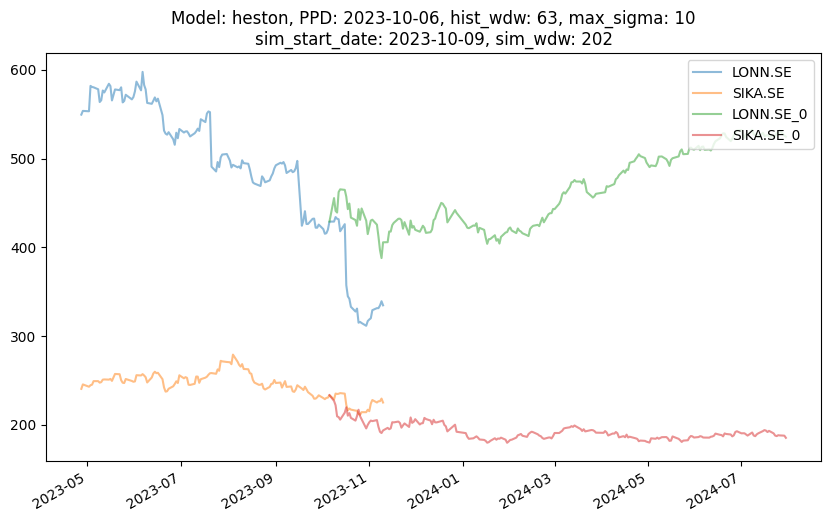 Model: heston, PPD: 2023-10-06, hist_wdw: 63, max_sigma: 10
sim_start_date: 2023-10-09, sim_wdw: 202
600
500
400
300
200
LONN.SE
SIKA.SE
LONN.SE_0
SIKA.SE_0
2023-05
2023-07
2023-09
2023-11
2024-01
2024-03
2024-05
2024-07